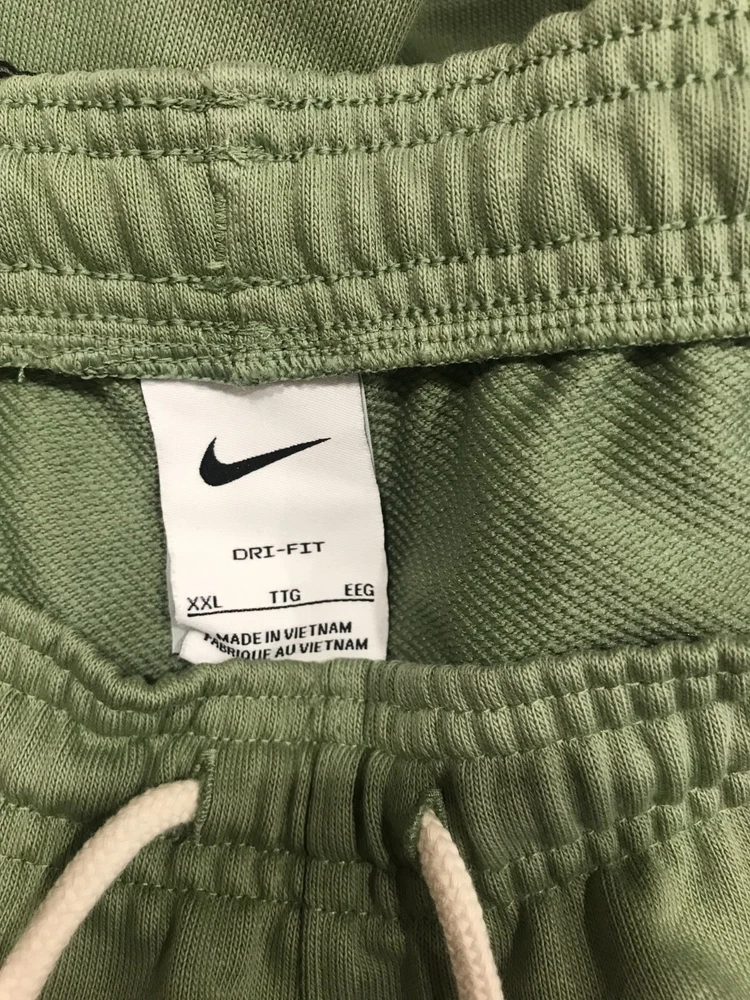 DRI-FIT
XXL TTG EEG
MADE IN VIETNAM
FABRIQUE AU VIETNAM